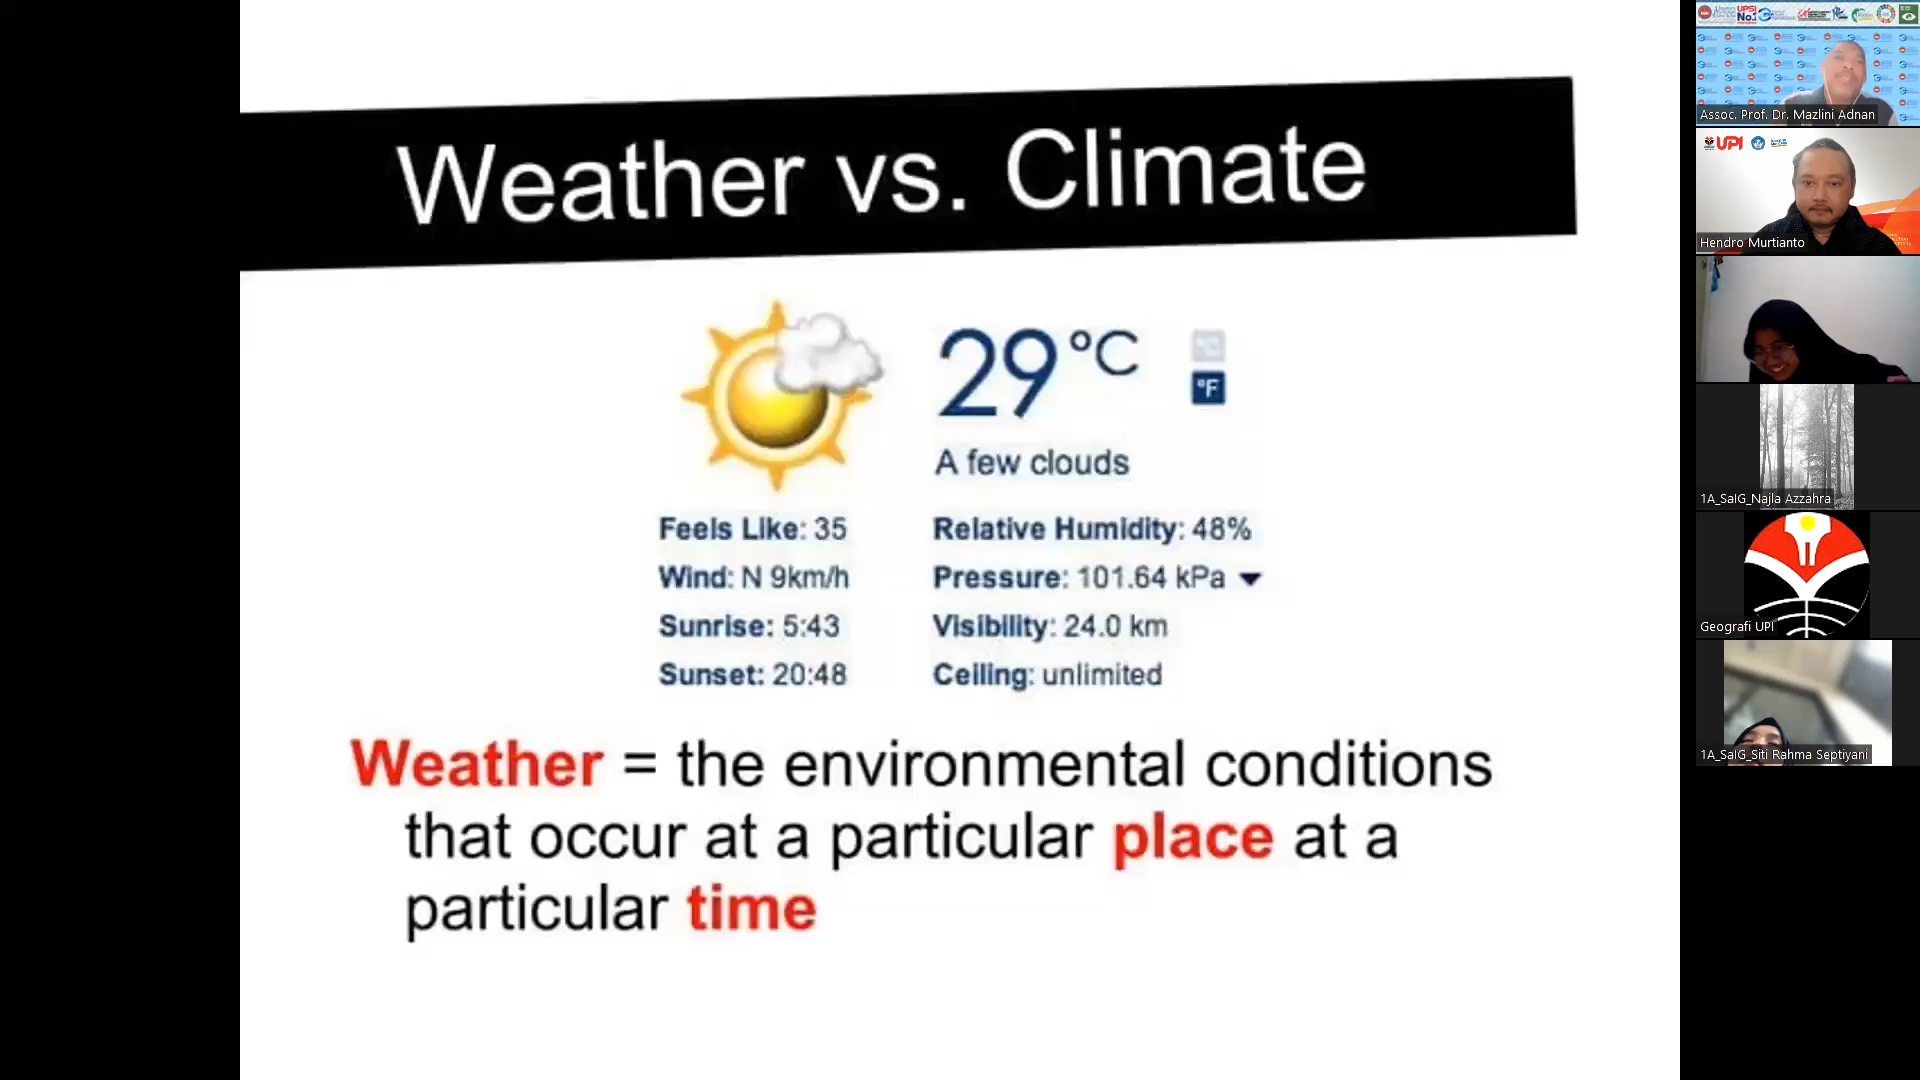 Weather vs. Climate
29 °C
°C
°F
A few clouds
Feels Like: 35
Relative Humidity: 48%
Wind: N 9km/h
Pressure: 101.64 kPa
Sunrise: 5:43
Visibility: 24.0 km
Sunset: 20:48
Ceiling: unlimited
Weather = the environmental conditions
that occur at a particular place at a
particular time
UPSI
No.1
Assoc. Prof. Dr. Mazlini Adnan
UPI
Hendro Murtianto
1A_SaIG_Najla Azzahra
Geografi UPI
1A_SaIG_Siti Rahma Septiyani